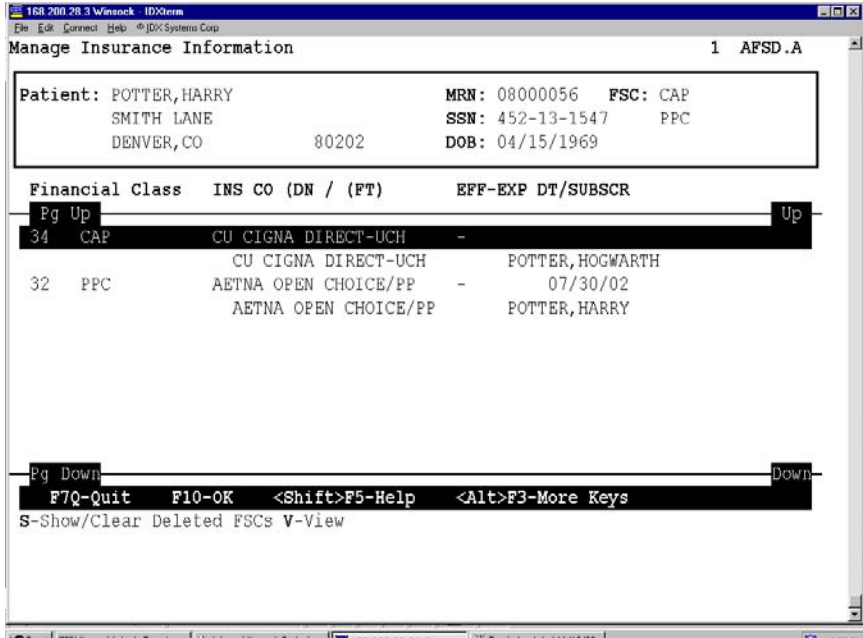 168.200.28.3 Winsock - IDXterm
File Edit Connect Help © IDX Systems Corp
Manage Insurance Information 1 AFSD.A
Patient: POTTER,HARRY MRN: 08000056 FSC: CAP
SMITH LANE SSN: 452-13-1547 PPC
DENVER,CO 80202 DOB: 04/15/1969
Financial Class INS CO (DN / (FT) EFF-EXP DT/SUBSCR
Pg Up Up
34 CAP CU CIGNA DIRECT-UCH -
CU CIGNA DIRECT-UCH POTTER,HOGWARTH
32 PPC AETNA OPEN CHOICE/PP - 07/30/02
AETNA OPEN CHOICE/PP POTTER,HARRY
Pg Down Down
F7Q-Quit F10-OK <Shift>F5-Help <Alt>F3-More Keys
S-Show/Clear Deleted FSCs V-View